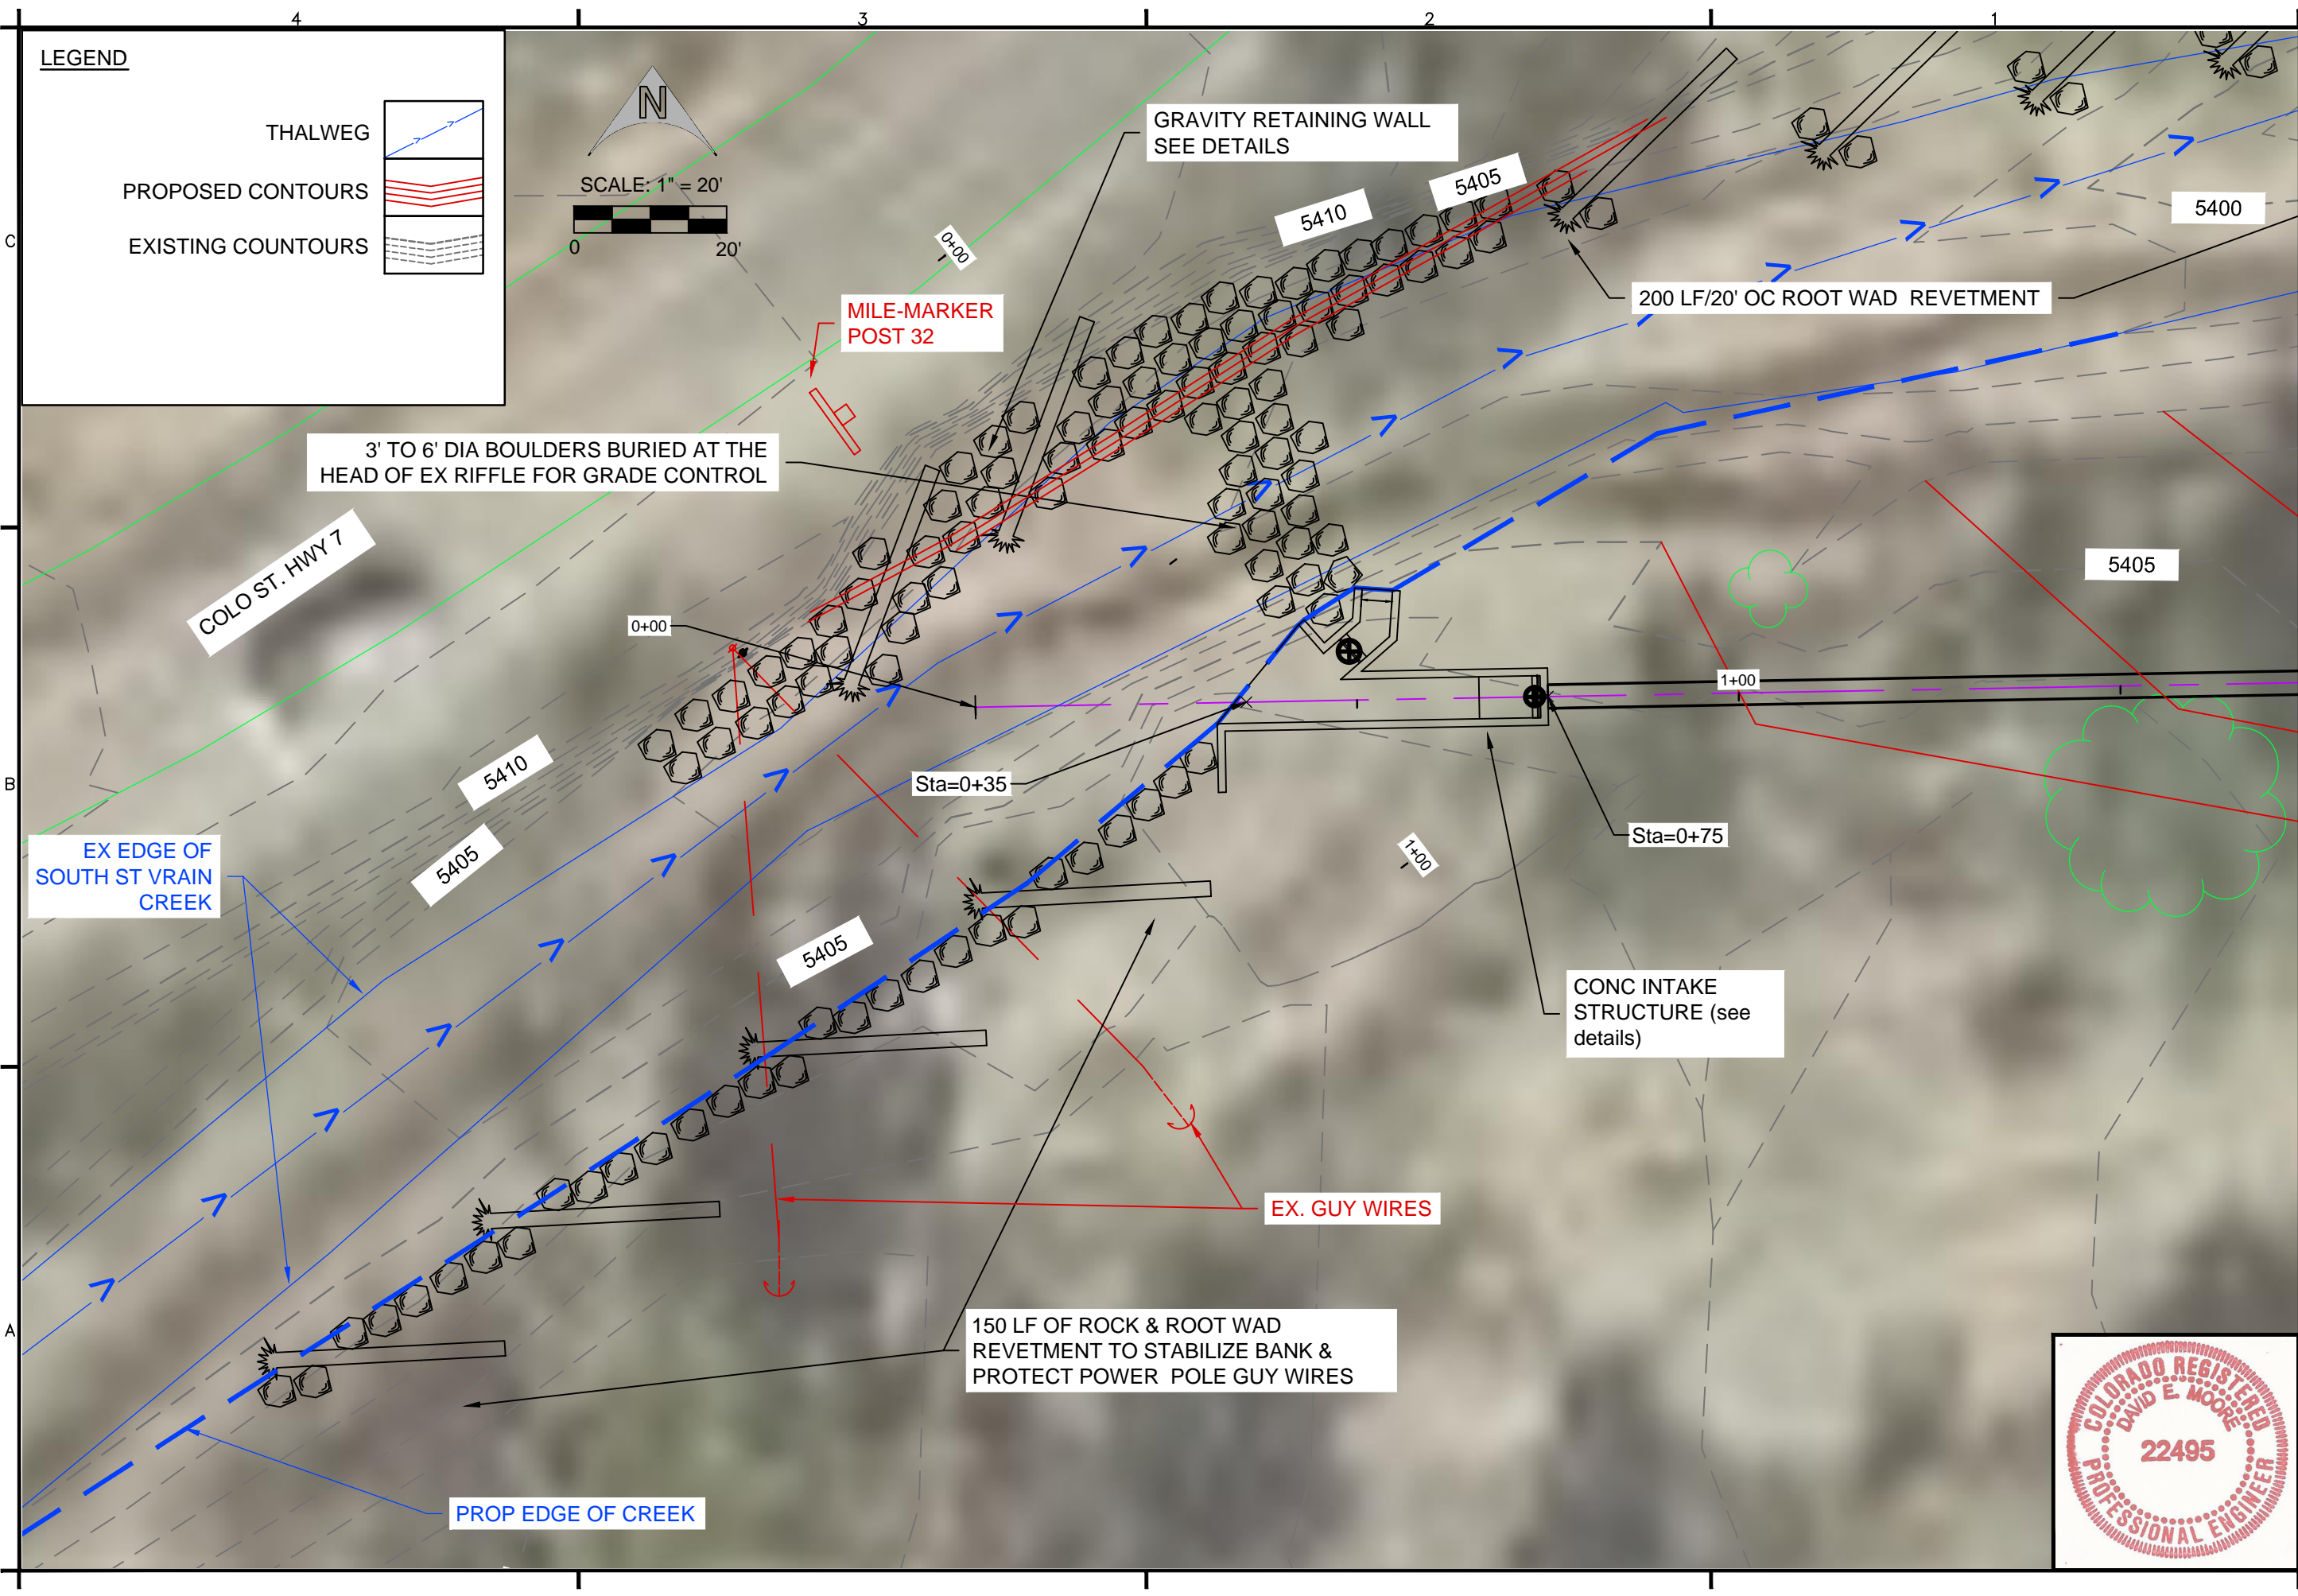 4
3
2
1
C
B
A
LEGEND
THALWEG
PROPOSED CONTOURS
EXISTING COUNTOURS
N
SCALE: 1" = 20'
0
20'
GRAVITY RETAINING WALL
SEE DETAILS
5410
5405
5400
0+00
MILE-MARKER
POST 32
200 LF/20' OC ROOT WAD REVETMENT
3' TO 6' DIA BOULDERS BURIED AT THE
HEAD OF EX RIFFLE FOR GRADE CONTROL
COLO ST. HWY 7
5405
0+00
1+00
5410
Sta=0+35
Sta=0+75
5405
EX EDGE OF
SOUTH ST VRAIN
CREEK
1+00
5405
CONC INTAKE
STRUCTURE (see
details)
EX. GUY WIRES
150 LF OF ROCK & ROOT WAD
REVETMENT TO STABILIZE BANK &
PROTECT POWER POLE GUY WIRES
PROP EDGE OF CREEK
COLORADO REGISTERED
DAVID E. MOORE
22495
PROFESSIONAL ENGINEER